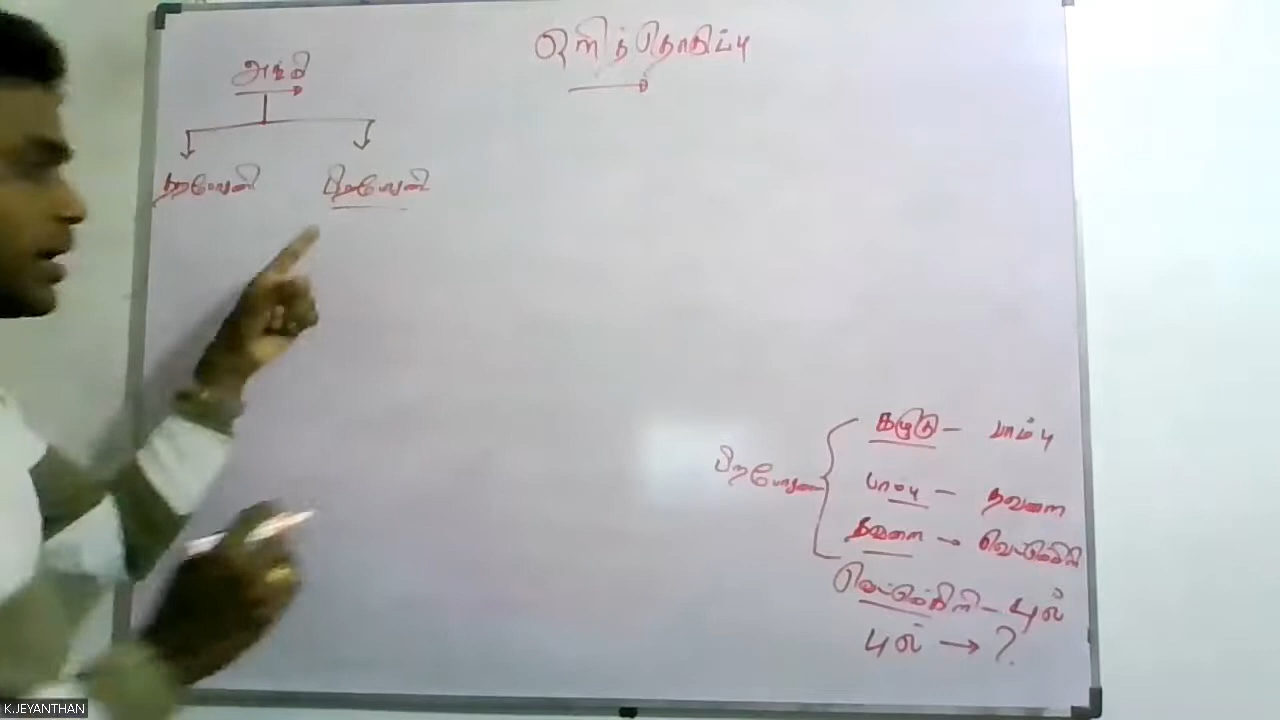 ஒளித்தொகுப்பு
அங்கி
தற்போசணி பிறபோசணி
கழுகு - பாம்பு
பிறபோசணை
பாம்பு - தவளை
தவளை → வெட்டுக்கிளி
வெட்டுக்கிளி - புல்
புல் → ?
K.JEYANTHAN